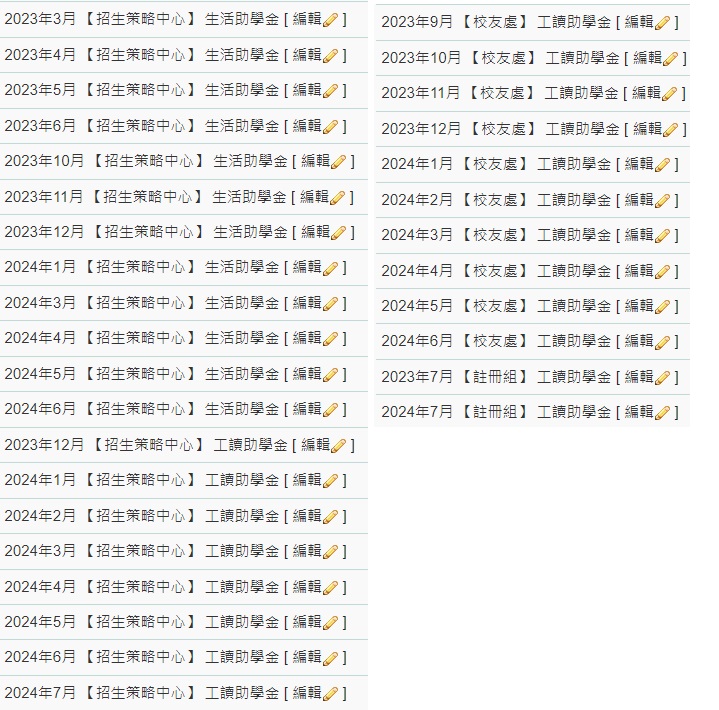 2023年3月 【招生策略中心】 生活助學金 [ 編輯 ]
2023年4月 【招生策略中心】 生活助學金 [ 編輯 ]
2023年5月 【招生策略中心】 生活助學金 [ 編輯 ]
2023年6月 【招生策略中心】 生活助學金 [ 編輯 ]
2023年10月 【招生策略中心】 生活助學金 [ 編輯 ]
2023年11月 【招生策略中心】 生活助學金 [ 編輯 ]
2023年12月 【招生策略中心】 生活助學金 [ 編輯 ]
2024年1月 【招生策略中心】 生活助學金 [ 編輯 ]
2024年3月 【招生策略中心】 生活助學金 [ 編輯 ]
2024年4月 【招生策略中心】 生活助學金 [ 編輯 ]
2024年5月 【招生策略中心】 生活助學金 [ 編輯 ]
2024年6月 【招生策略中心】 生活助學金 [ 編輯 ]
2023年12月 【招生策略中心】 工讀助學金 [ 編輯 ]
2024年1月 【招生策略中心】 工讀助學金 [ 編輯 ]
2024年2月 【招生策略中心】 工讀助學金 [ 編輯 ]
2024年3月 【招生策略中心】 工讀助學金 [ 編輯 ]
2024年4月 【招生策略中心】 工讀助學金 [ 編輯 ]
2024年5月 【招生策略中心】 工讀助學金 [ 編輯 ]
2024年6月 【招生策略中心】 工讀助學金 [ 編輯 ]
2024年7月 【招生策略中心】 工讀助學金 [ 編輯 ]
2023年9月 【校友處】 工讀助學金 [ 編輯 ]
2023年10月 【校友處】 工讀助學金 [ 編輯 ]
2023年11月 【校友處】 工讀助學金 [ 編輯 ]
2023年12月 【校友處】 工讀助學金 [ 編輯 ]
2024年1月 【校友處】 工讀助學金 [ 編輯 ]
2024年2月 【校友處】 工讀助學金 [ 編輯 ]
2024年3月 【校友處】 工讀助學金 [ 編輯 ]
2024年4月 【校友處】 工讀助學金 [ 編輯 ]
2024年5月 【校友處】 工讀助學金 [ 編輯 ]
2024年6月 【校友處】 工讀助學金 [ 編輯 ]
2023年7月 【註冊組】 工讀助學金 [ 編輯 ]
2024年7月 【註冊組】 工讀助學金 [ 編輯 ]